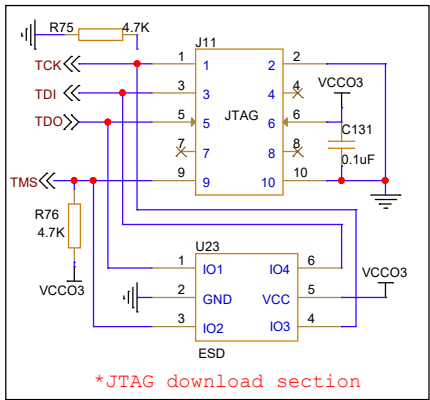 R75 4.7K
J11
TCK 1 1 2 2
VCCO3
TDI 3 3 4 4
TDO 5 5 JTAG 6 6
C131
7 7 8 8
0.1uF
TMS 9 9 10 10
R76
4.7K
U23
VCCO3
1 IO1 IO4 6
VCCO3
2 GND VCC 5
3 IO2 IO3 4
ESD
*JTAG download section